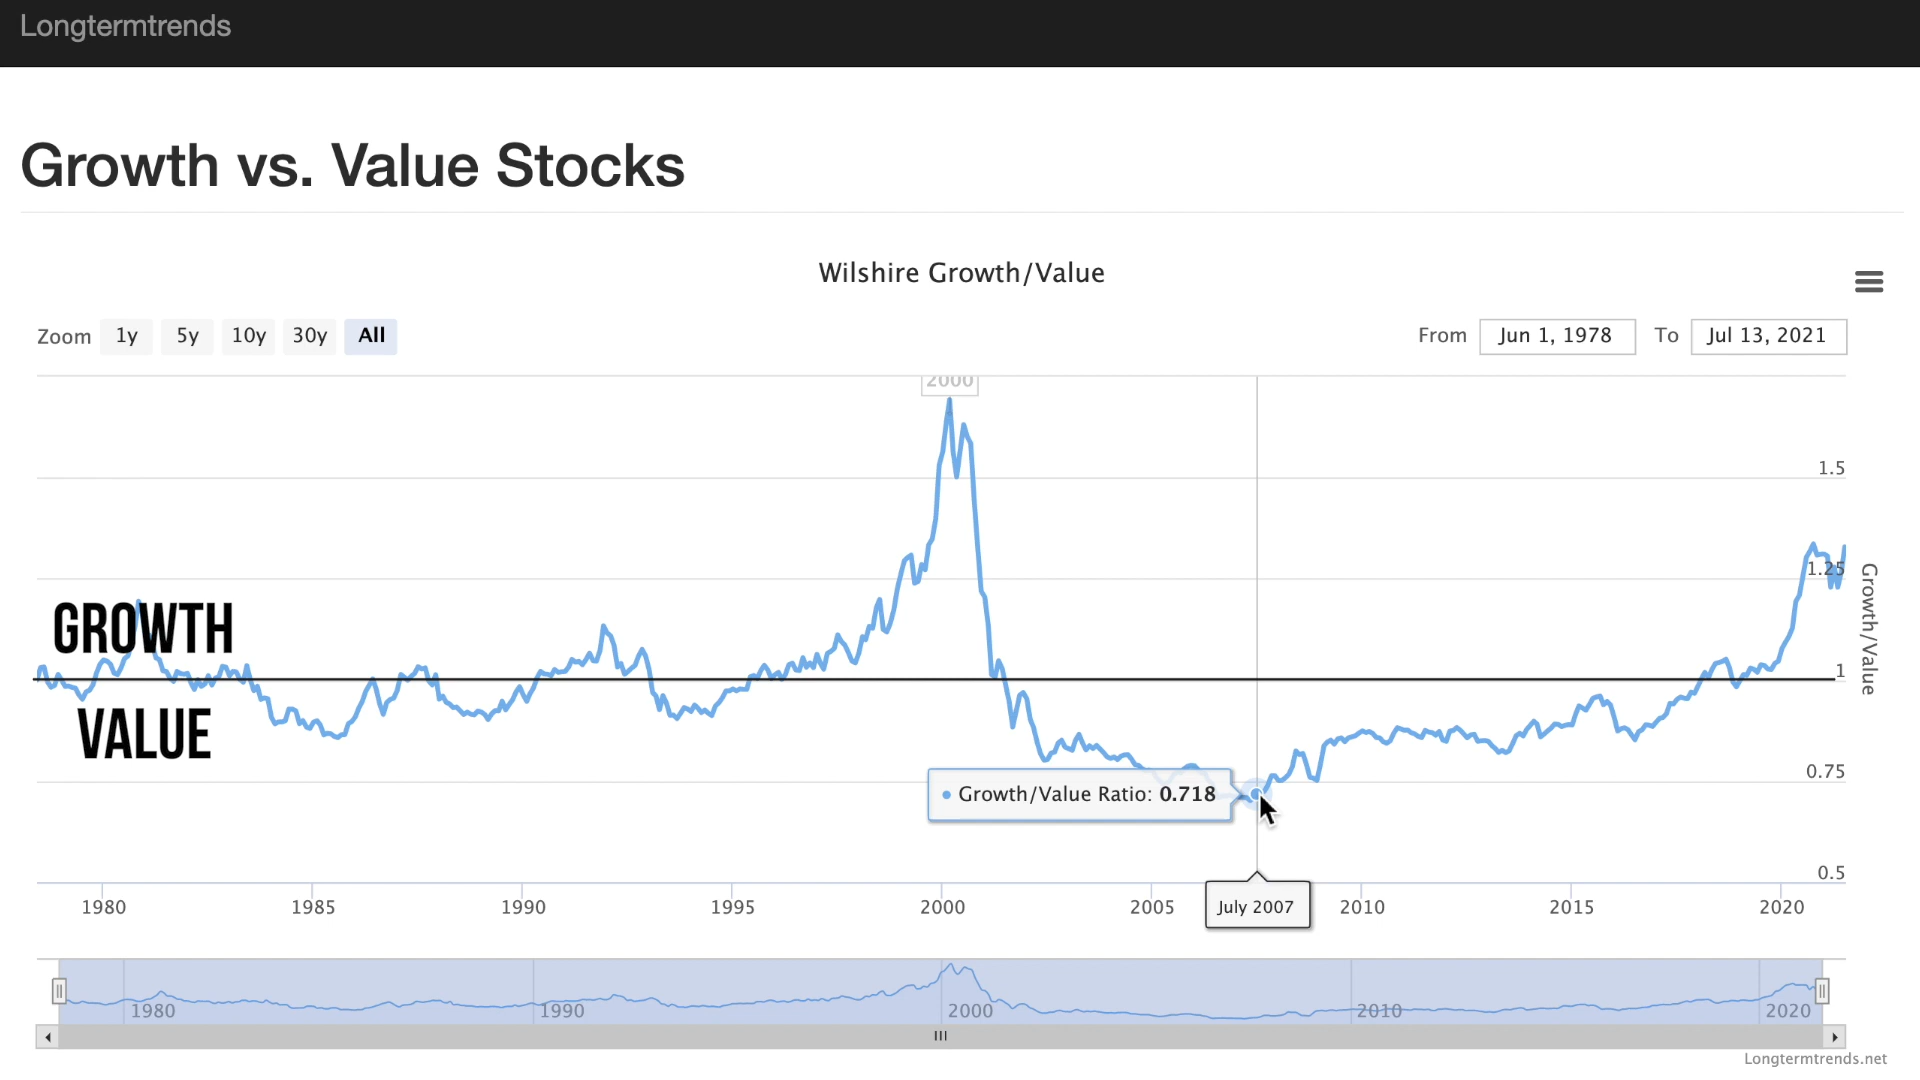 Longtermtrends
Growth vs. Value Stocks
Wilshire Growth/Value
Zoom 1y 5y 10y 30y All
From Jun 1, 1978 To Jul 13, 2021
2000
1.5
1.25
1
0.75
0.5
Growth/Value
GROWTH
VALUE
Growth/Value Ratio: 0.718
1980 1985 1990 1995 2000 2005 July 2007 2010 2015 2020
1980 1990 2000 2010 2020
Longtermtrends.net